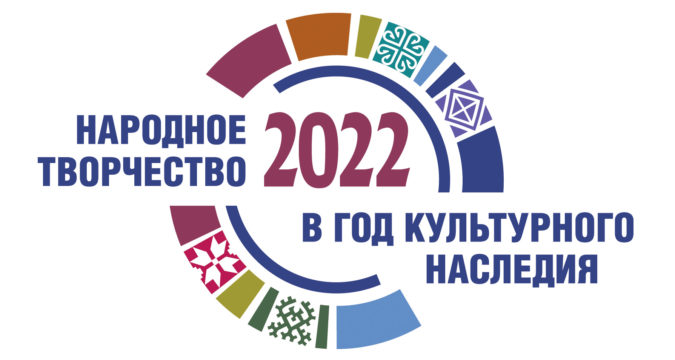 НАРОДНОЕ
ТВОРЧЕСТВО
2022
В ГОД КУЛЬТУРНОГО
НАСЛЕДИЯ